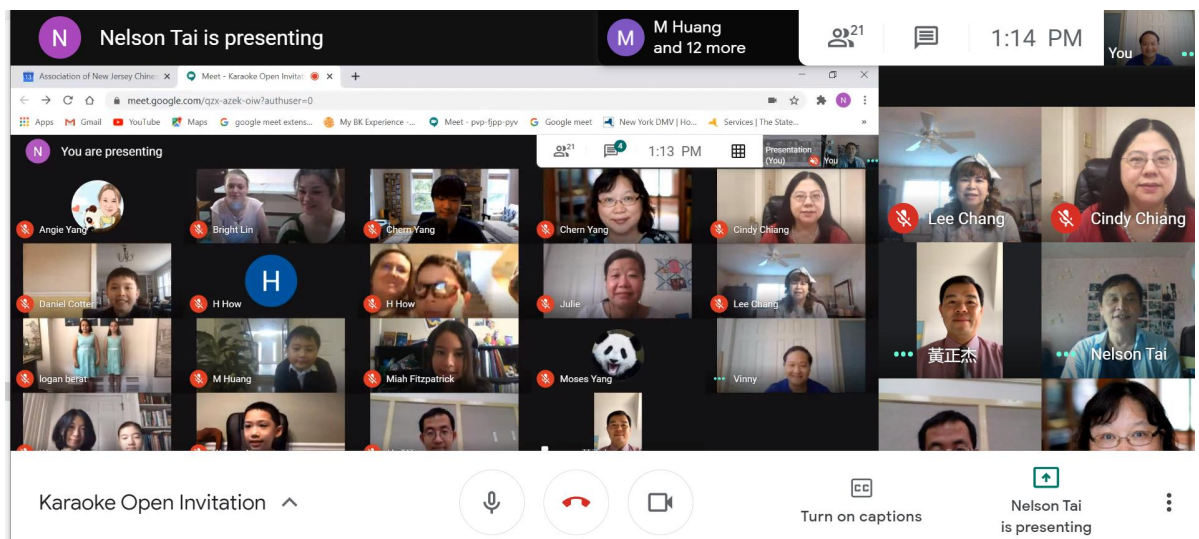 N Nelson Tai is presenting
M M Huang
and 12 more
21
1:14 PM
You
Association of New Jersey Chines
Meet - Karaoke Open Invitat
meet.google.com/qzx-azek-oiw?authuser=0
N
Apps
Gmail
YouTube
Maps
google meet extens...
My BK Experience -...
Meet - pvp-fjpp-pyv
Google meet
New York DMV | Ho...
Services | The State...
N You are presenting
21
4
1:13 PM
Presentation
(You)
You
Angie Yang
Bright Lin
Chern Yang
Chern Yang
Cindy Chiang
Lee Chang
Cindy Chiang
Daniel Cotter
H
H How
H How
Julie
Lee Chang
黃正杰
Nelson Tai
logan berat
M Huang
Miah Fitzpatrick
Moses Yang
Vinny
Karaoke Open Invitation
CC
Turn on captions
Nelson Tai
is presenting